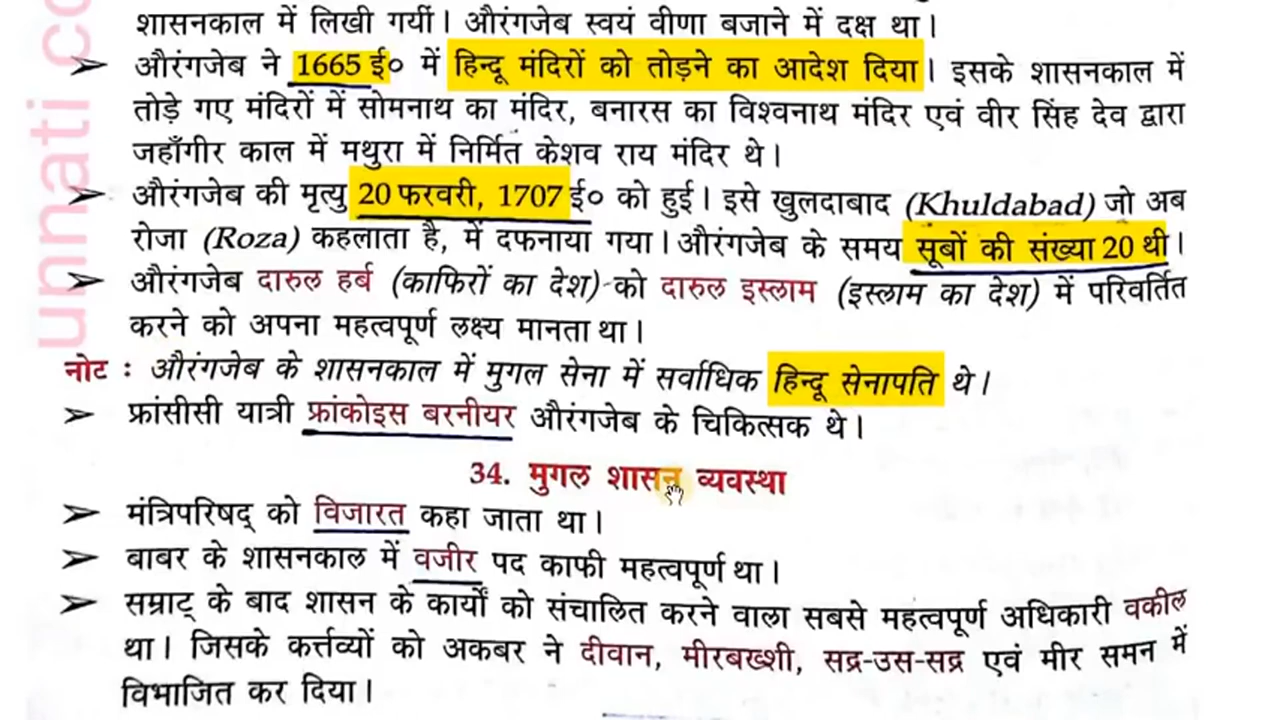 शासनकाल में लिखी गयीं। औरंगजेब स्वयं वीणा बजाने में दक्ष था।
➢ औरंगजेब ने 1665 ई० में हिन्दू मंदिरों को तोड़ने का आदेश दिया। इसके शासनकाल में
तोड़े गए मंदिरों में सोमनाथ का मंदिर, बनारस का विश्वनाथ मंदिर एवं वीर सिंह देव द्वारा
जहाँगीर काल में मथुरा में निर्मित केशव राय मंदिर थे।
➢ औरंगजेब की मृत्यु 20 फरवरी, 1707 ई० को हुई। इसे खुलदाबाद (Khuldabad) जो अब
रोजा (Roza) कहलाता है, में दफनाया गया। औरंगजेब के समय सूबों की संख्या 20 थी।
➢ औरंगजेब दारुल हर्ब (काफिरों का देश) को दारुल इस्लाम (इस्लाम का देश) में परिवर्तित
करने को अपना महत्वपूर्ण लक्ष्य मानता था।
नोट : औरंगजेब के शासनकाल में मुगल सेना में सर्वाधिक हिन्दू सेनापति थे।
➢ फ्रांसीसी यात्री फ्रांकोइस बरनीयर औरंगजेब के चिकित्सक थे।
34. मुगल शासन व्यवस्था
➢ मंत्रिपरिषद् को विजारत कहा जाता था।
➢ बाबर के शासनकाल में वजीर पद काफी महत्वपूर्ण था।
➢ सम्राट् के बाद शासन के कार्यों को संचालित करने वाला सबसे महत्वपूर्ण अधिकारी वकील
था। जिसके कर्त्तव्यों को अकबर ने दीवान, मीरबख्शी, सद्र-उस-सद्र एवं मीर समन में
विभाजित कर दिया।
unnati co